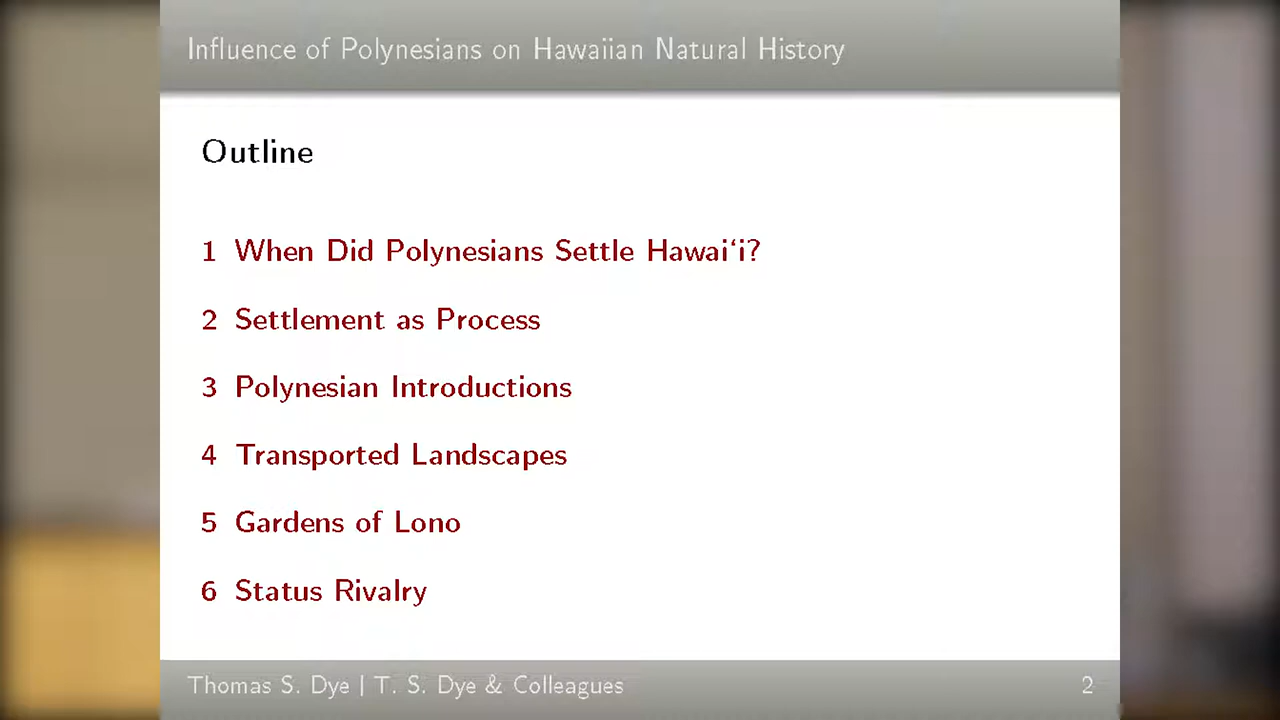 Influence of Polynesians on Hawaiian Natural History
Outline
1 When Did Polynesians Settle Hawai‘i?
2 Settlement as Process
3 Polynesian Introductions
4 Transported Landscapes
5 Gardens of Lono
6 Status Rivalry
Thomas S. Dye | T. S. Dye & Colleagues 2